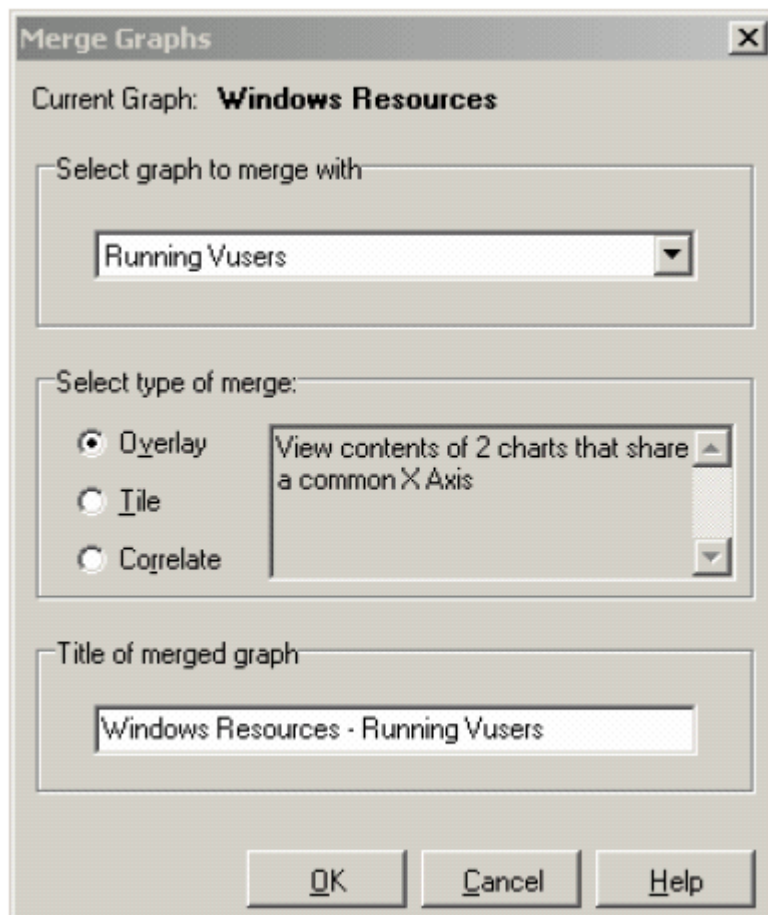 Merge Graphs
Current Graph: Windows Resources
Select graph to merge with
Running Vusers
Select type of merge:
Overlay
Tile
Correlate
View contents of 2 charts that share
a common X Axis
Title of merged graph
Windows Resources - Running Vusers
OK
Cancel
Help